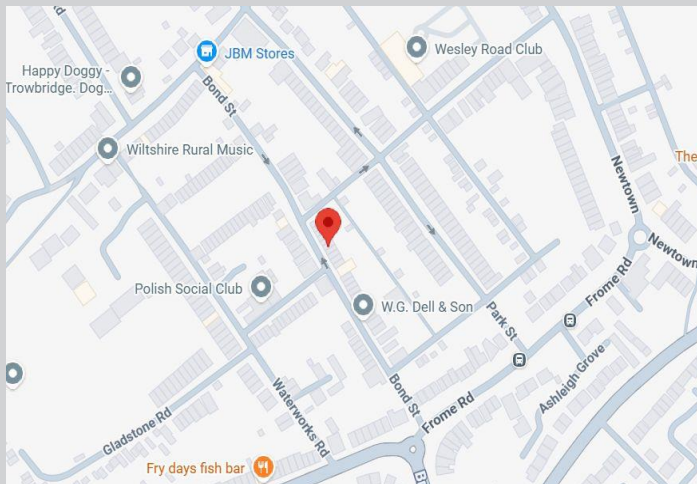 Wesley Road Club
JBM Stores
Happy Doggy -
Trowbridge. Dog...
Bond St
Wiltshire Rural Music
The
Newtown
Newtown
Polish Social Club
W.G. Dell & Son
Frome Rd
Park St
Ashleigh Grove
Bond St
Waterworks Rd
Frome Rd
Gladstone Rd
Fry days fish bar